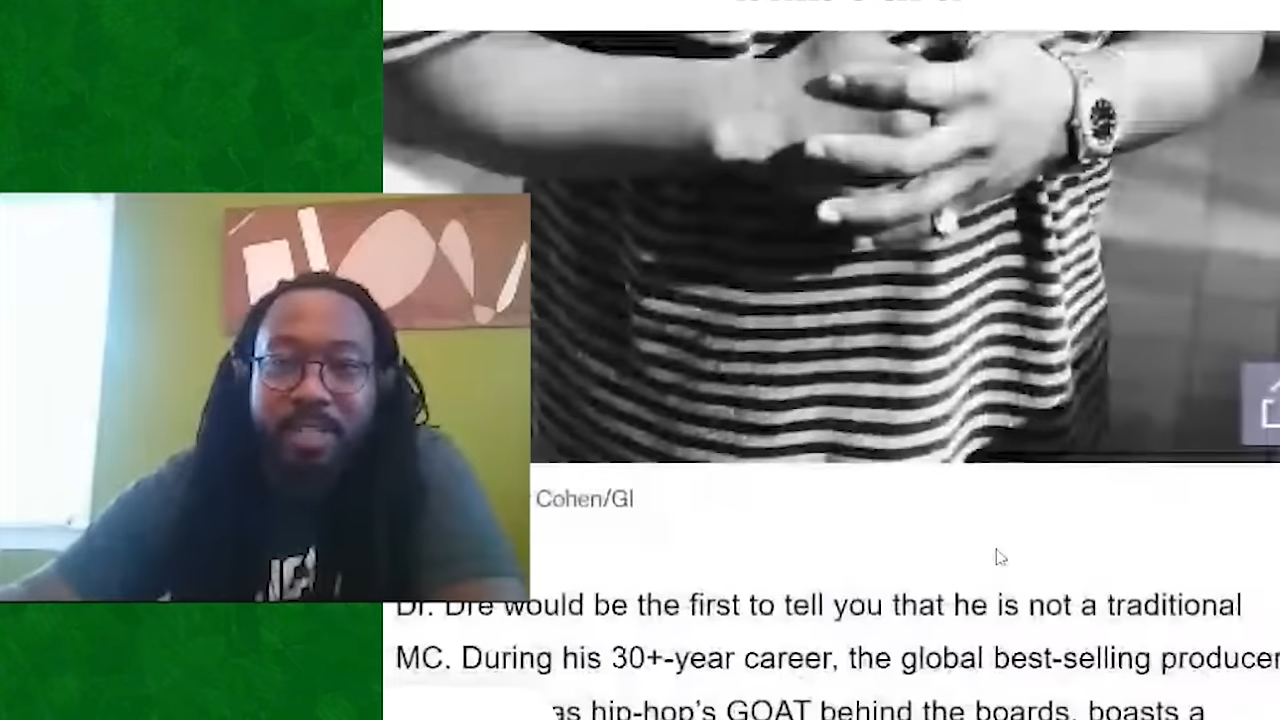 Cohen/GI
Dr. Dre would be the first to tell you that he is not a traditional
MC. During his 30+-year career, the global best-selling producer
as hip-hop's GOAT behind the boards, boasts a